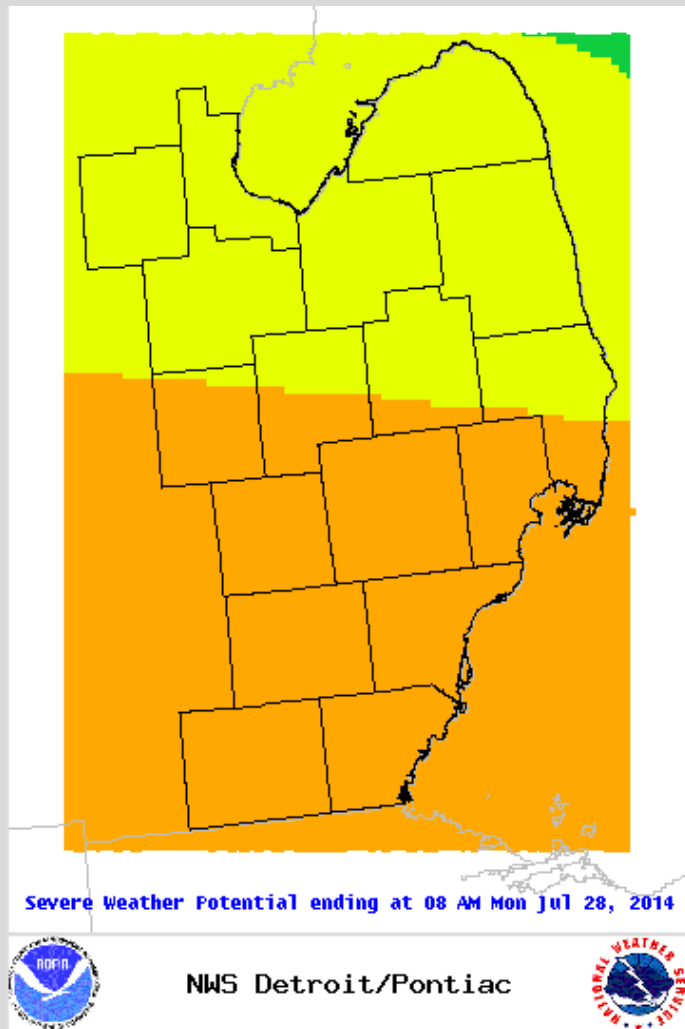 Severe Weather Potential ending at 08 AM Mon Jul 28, 2014
NOAA
NWS Detroit/Pontiac
NATIONAL WEATHER SERVICE